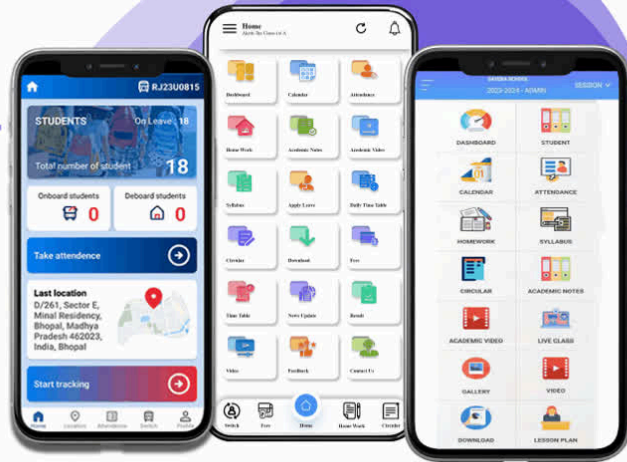 RJ23U0815
STUDENTS
On Leave : 18
Total number of student
18
Onboard students
0
Deboard students
0
Take attendence
Last location
D/261, Sector E,
Minal Residency,
Bhopal, Madhya
Pradesh 462023,
India, Bhopal
Start tracking
Home
Location
Attendance
Switch
Profile
Home
Dashboard
Calendar
Attendance
Home Work
Academic Notes
Academic Video
Syllabus
Apply Leave
Daily Time Table
Circular
Download
Fees
Time Table
News Update
Result
Video
Feedback
Contact Us
Switch
Fees
Home
Home Work
Circular
SCHOOL
2023-2024 - ADMIN
SESSION
DASHBOARD
STUDENT
CALENDAR
ATTENDANCE
HOMEWORK
SYLLABUS
CIRCULAR
ACADEMIC NOTES
ACADEMIC VIDEO
LIVE CLASS
GALLERY
VIDEO
DOWNLOAD
LESSON PLAN